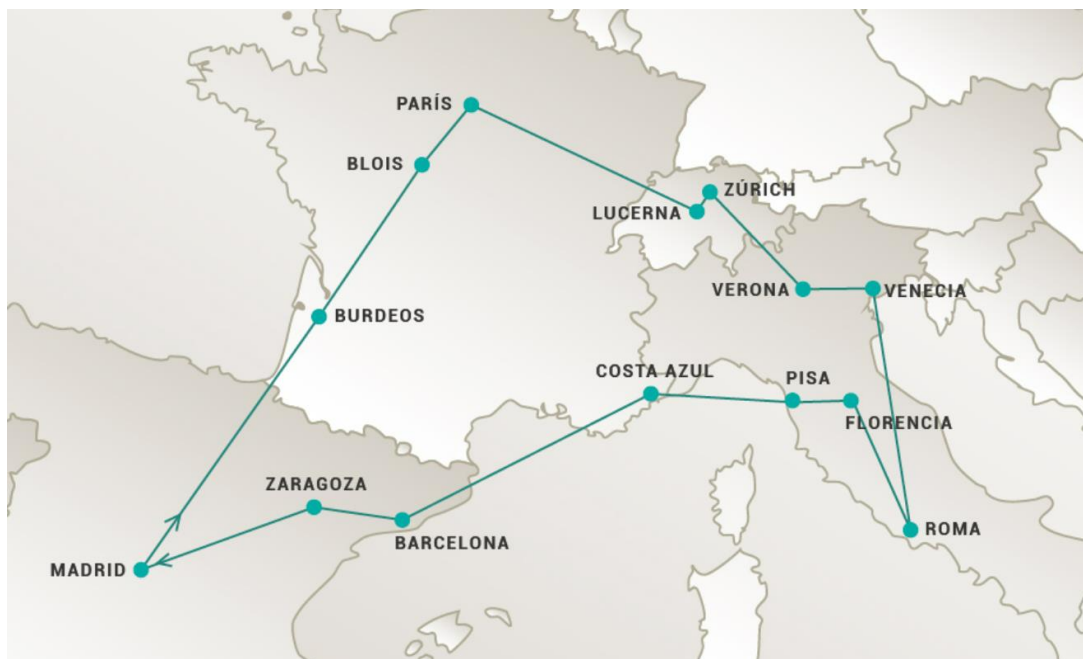 PARÍS
BLOIS
ZÚRICH
LUCERNA
VERONA
VENECIA
BURDEOS
COSTA AZUL
PISA
FLORENCIA
ZARAGOZA
BARCELONA
ROMA
MADRID